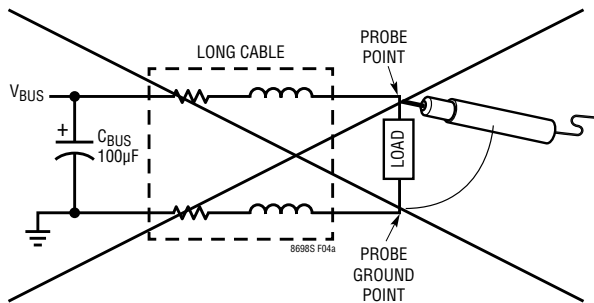 LONG CABLE
PROBE
POINT
VBUS
+
CBUS
100µF
LOAD
8698S F04a
PROBE
GROUND
POINT